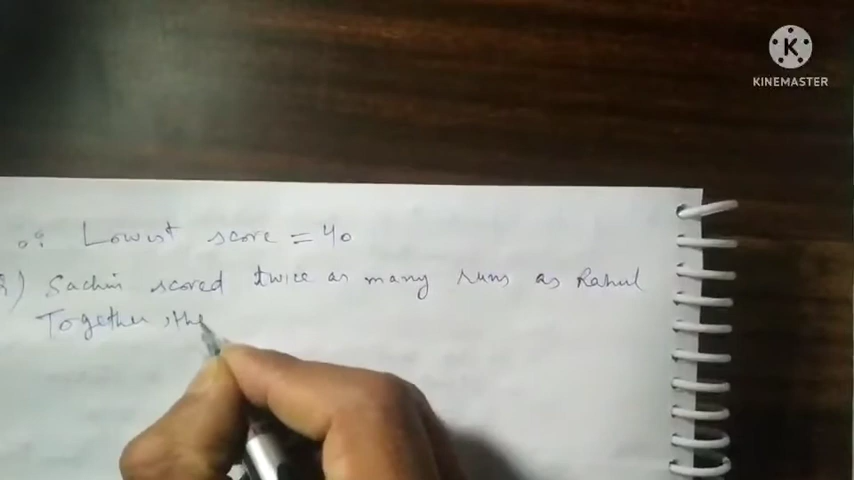 ∴ Lowest score = 40
Sachin scored twice as many runs as Rahul
Together, the
K
KINEMASTER